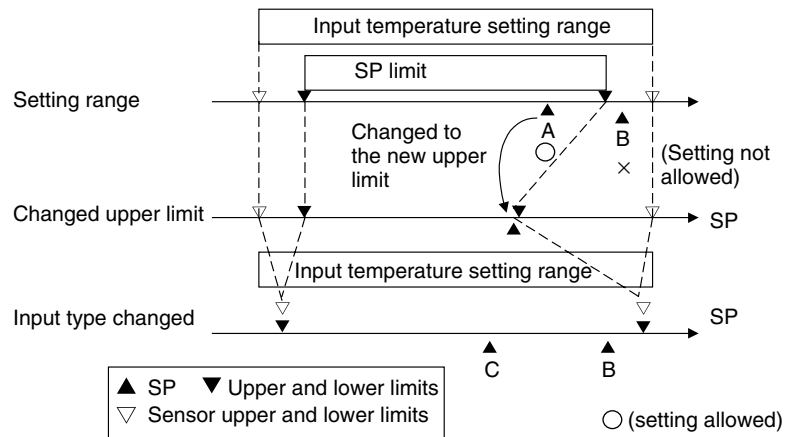 Input temperature setting range
SP limit
Setting range
A
B
Changed to
the new upper
limit
(Setting not
allowed)
Changed upper limit
SP
Input temperature setting range
Input type changed
SP
C
B
▲ SP ▼ Upper and lower limits
▽ Sensor upper and lower limits
○ (setting allowed)